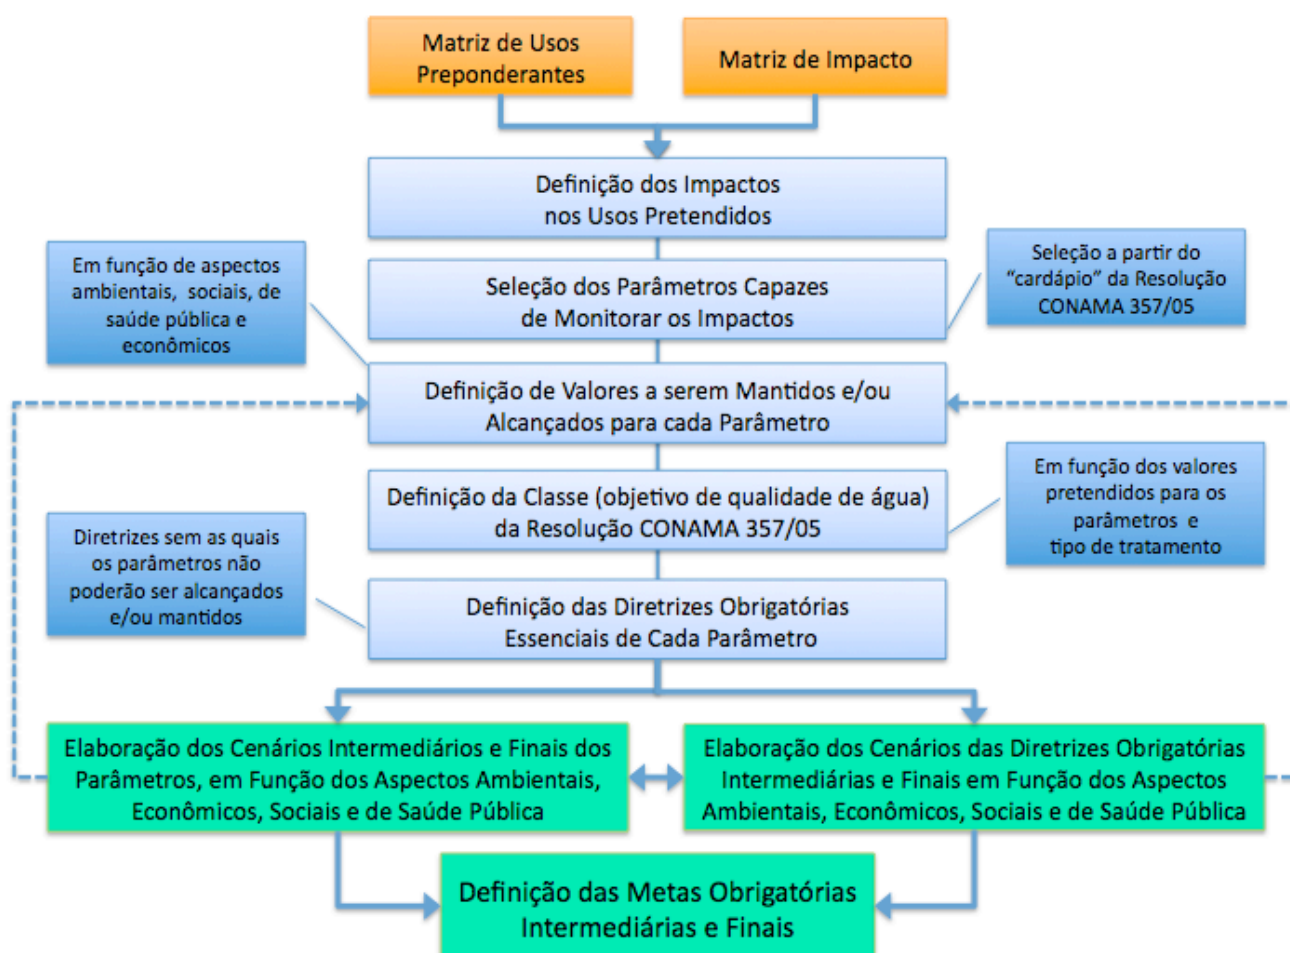 Matriz de Usos
Preponderantes
Matriz de Impacto
Definição dos Impactos
nos Usos Pretendidos
Em função de aspectos
ambientais, sociais, de
saúde pública e
econômicos
Seleção dos Parâmetros Capazes
de Monitorar os Impactos
Seleção a partir do
“cardápio” da Resolução
CONAMA 357/05
Definição de Valores a serem Mantidos e/ou
Alcançados para cada Parâmetro
Definição da Classe (objetivo de qualidade de água)
da Resolução CONAMA 357/05
Em função dos valores
pretendidos para os
parâmetros e
tipo de tratamento
Diretrizes sem as quais
os parâmetros não
poderão ser alcançados
e/ou mantidos
Definição das Diretrizes Obrigatórias
Essenciais de Cada Parâmetro
Elaboração dos Cenários Intermediários e Finais dos
Parâmetros, em Função dos Aspectos Ambientais,
Econômicos, Sociais e de Saúde Pública
Elaboração dos Cenários das Diretrizes Obrigatórias
Intermediárias e Finais em Função dos Aspectos
Ambientais, Econômicos, Sociais e de Saúde Pública
Definição das Metas Obrigatórias
Intermediárias e Finais